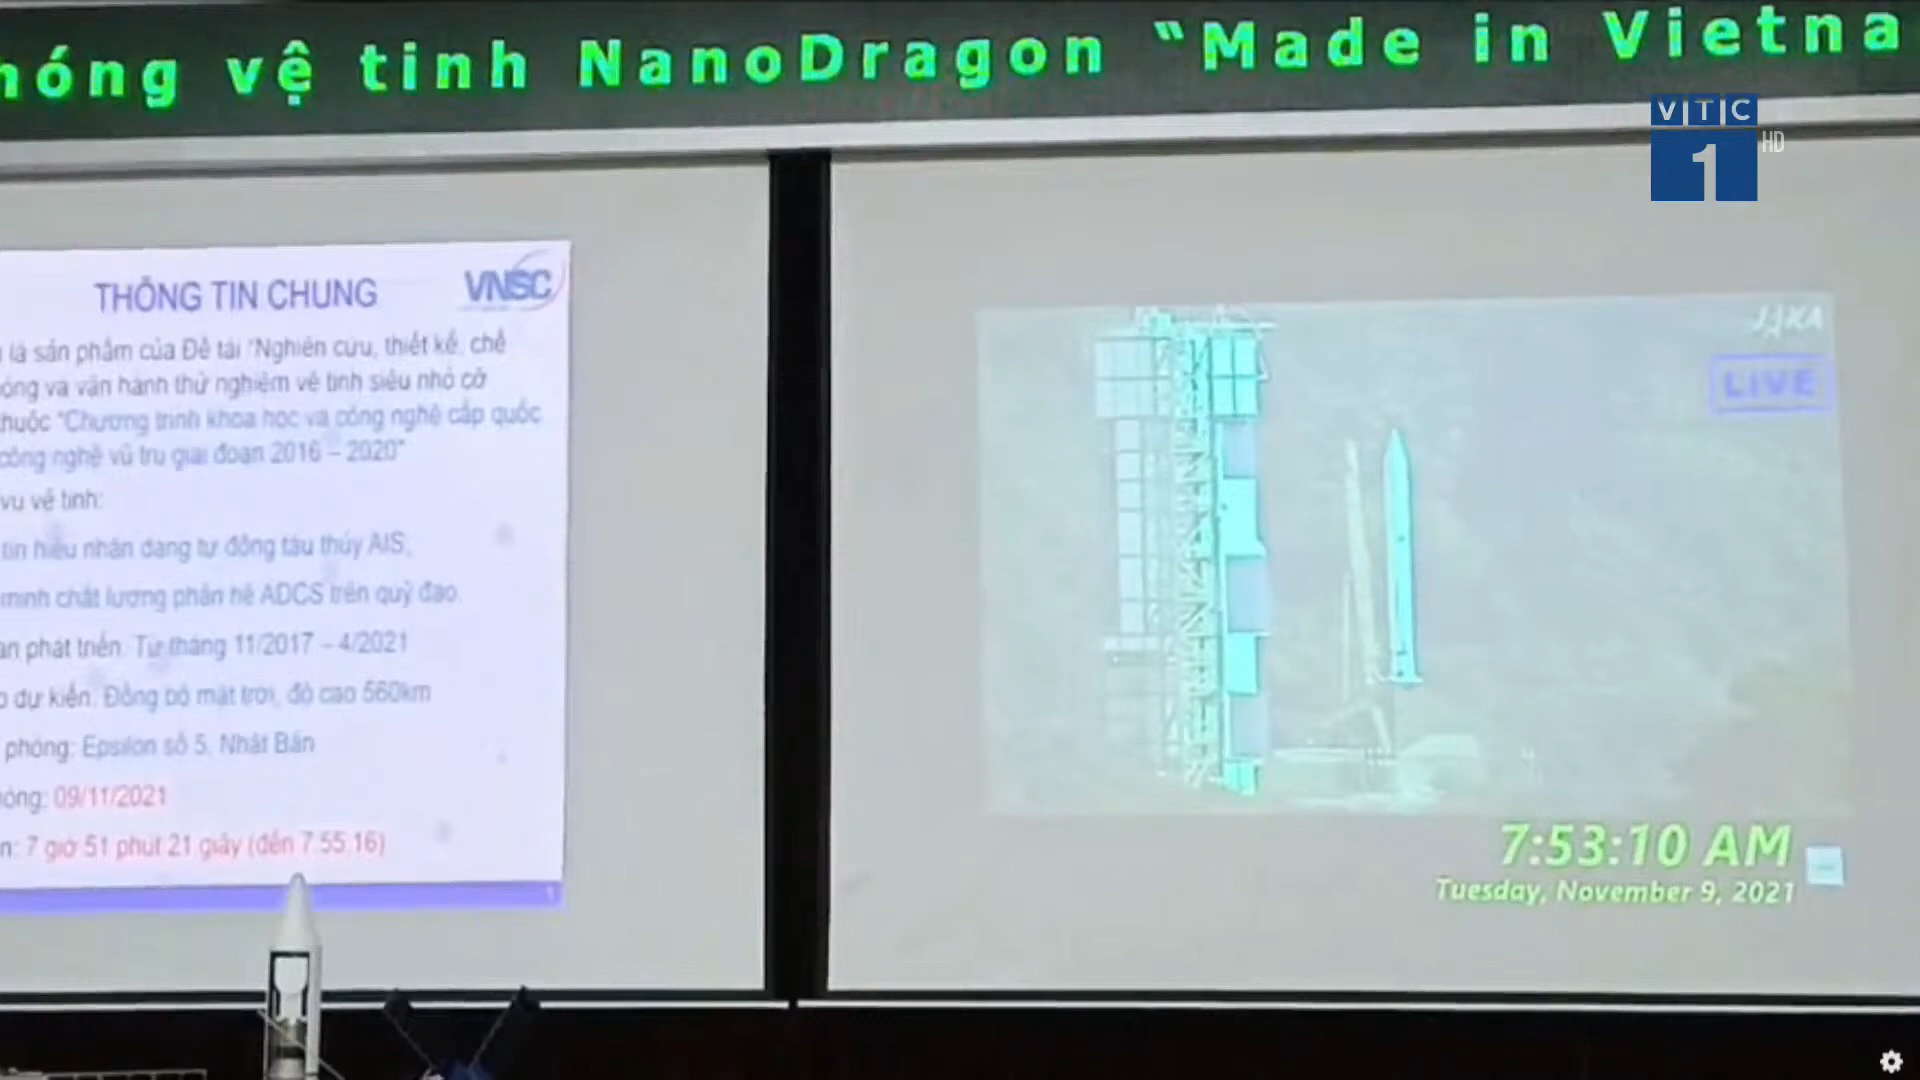 hóng vệ tinh NanoDragon “Made in Vietna
VTC
1
HD
THÔNG TIN CHUNG
VNSC
là sản phẩm của Đề tài "Nghiên cứu, thiết kế, chế
óng và vận hành thử nghiệm vệ tinh siêu nhỏ cỡ
thuộc "Chương trình khoa học và công nghệ cấp quốc
công nghệ vũ trụ giai đoạn 2016 – 2020"
vụ vệ tinh:
tín hiệu nhận dạng tự động tàu thủy AIS,
minh chất lượng phân hệ ADCS trên quỹ đạo.
an phát triển: Từ tháng 11/2017 – 4/2021
o dự kiến: Đồng bộ mặt trời, độ cao 560km
phóng: Epsilon số 5, Nhật Bản
hóng: 09/11/2021
n: 7 giờ 51 phút 21 giây (đến 7:55:16)
1
JAXA
LIVE
7:53:10 AM
Tuesday, November 9, 2021